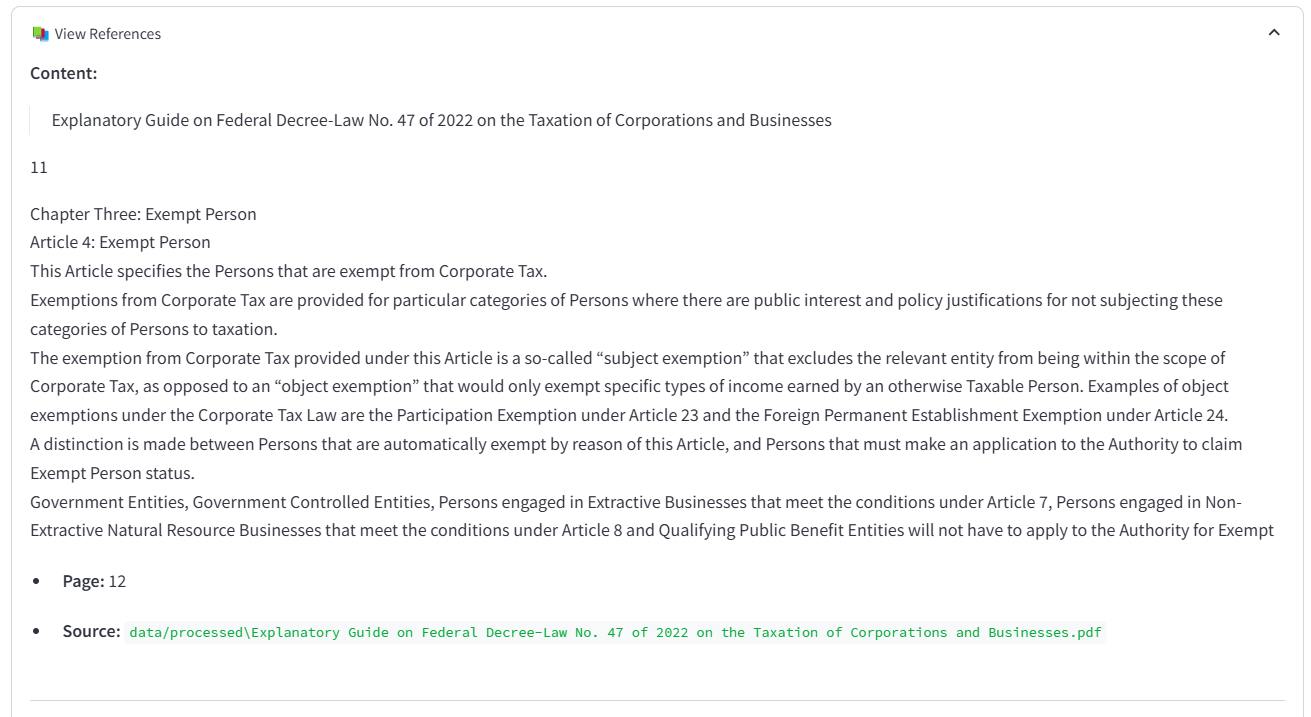 View References
Content:
Explanatory Guide on Federal Decree-Law No. 47 of 2022 on the Taxation of Corporations and Businesses
11
Chapter Three: Exempt Person
Article 4: Exempt Person
This Article specifies the Persons that are exempt from Corporate Tax.
Exemptions from Corporate Tax are provided for particular categories of Persons where there are public interest and policy justifications for not subjecting these
categories of Persons to taxation.
The exemption from Corporate Tax provided under this Article is a so-called “subject exemption” that excludes the relevant entity from being within the scope of
Corporate Tax, as opposed to an “object exemption” that would only exempt specific types of income earned by an otherwise Taxable Person. Examples of object
exemptions under the Corporate Tax Law are the Participation Exemption under Article 23 and the Foreign Permanent Establishment Exemption under Article 24.
A distinction is made between Persons that are automatically exempt by reason of this Article, and Persons that must make an application to the Authority to claim
Exempt Person status.
Government Entities, Government Controlled Entities, Persons engaged in Extractive Businesses that meet the conditions under Article 7, Persons engaged in Non-
Extractive Natural Resource Businesses that meet the conditions under Article 8 and Qualifying Public Benefit Entities will not have to apply to the Authority for Exempt
• Page: 12
• Source: data/processed\Explanatory Guide on Federal Decree-Law No. 47 of 2022 on the Taxation of Corporations and Businesses.pdf